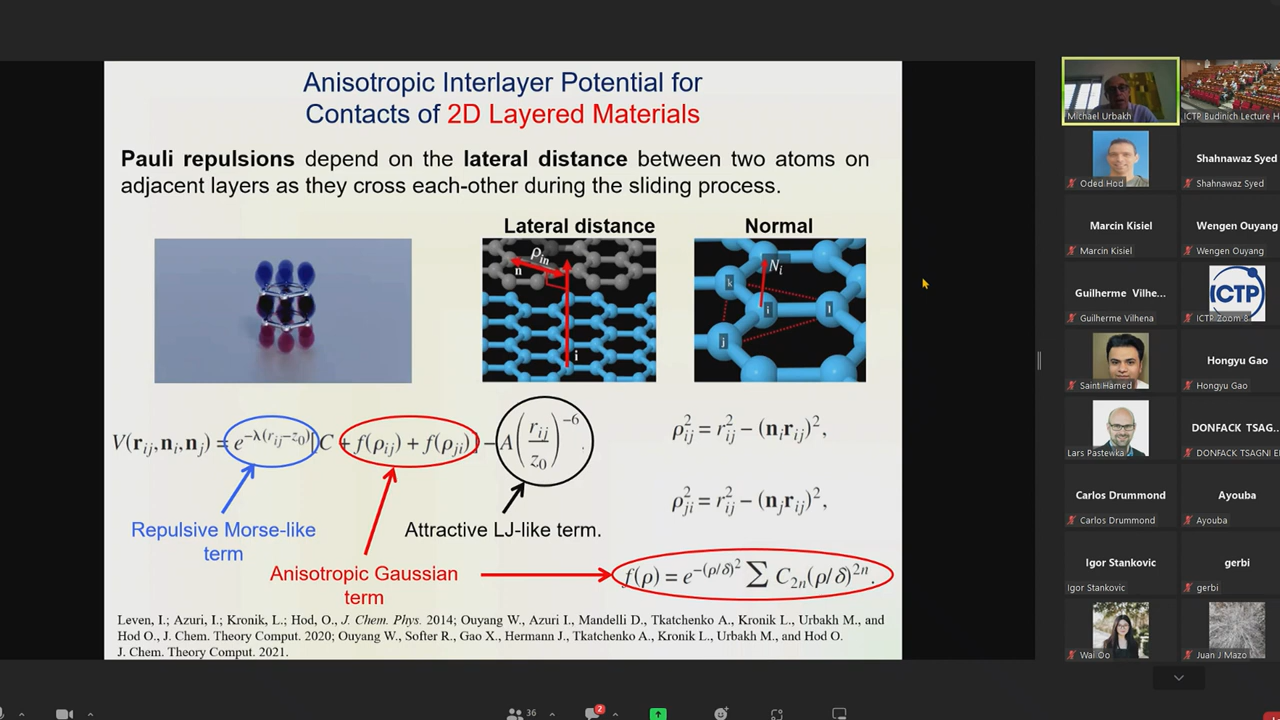 Anisotropic Interlayer Potential for
Contacts of 2D Layered Materials
Pauli repulsions depend on the lateral distance between two atoms on
adjacent layers as they cross each-other during the sliding process.
Lateral distance
Normal
ρin
n
i
Ni
k
i
l
j
V(rij,ni,nj) = e^−λ(rij−z0)[C + f(ρij) + f(ρji)] − A(rij/z0)^−6.
ρij² = rij² − (nirij)²,
ρji² = rij² − (njrij)²,
Repulsive Morse-like
term
Attractive LJ-like term.
Anisotropic Gaussian
term
f(ρ) = e^−(ρ/δ)² ∑ C2n(ρ/δ)^2n.
Leven, I.; Azuri, I.; Kronik, L.; Hod, O., J. Chem. Phys. 2014; Ouyang W., Azuri I., Mandelli D., Tkatchenko A., Kronik L., Urbakh M., and
Hod O., J. Chem. Theory Comput. 2020; Ouyang W., Softer R., Gao X., Hermann J., Tkatchenko A., Kronik L., Urbakh M., and Hod O.
J. Chem. Theory Comput. 2021.
Michael Urbakh
ICTP Budinich Lecture H
Oded Hod
Shahnawaz Syed
Shahnawaz Syed
Marcin Kisiel
Marcin Kisiel
Wengen Ouyang
Wengen Ouyang
Guilherme Vilhe...
Guilherme Vilhena
ICTP
ICTP Zoom 8
Saint Hamed
Hongyu Gao
Hongyu Gao
Lars Pastewka
DONFACK TSAG...
DONFACK TSAGNI E
Carlos Drummond
Carlos Drummond
Ayouba
Ayouba
Igor Stankovic
Igor Stankovic
gerbi
gerbi
Wai Oo
Juan J Mazo
36
2